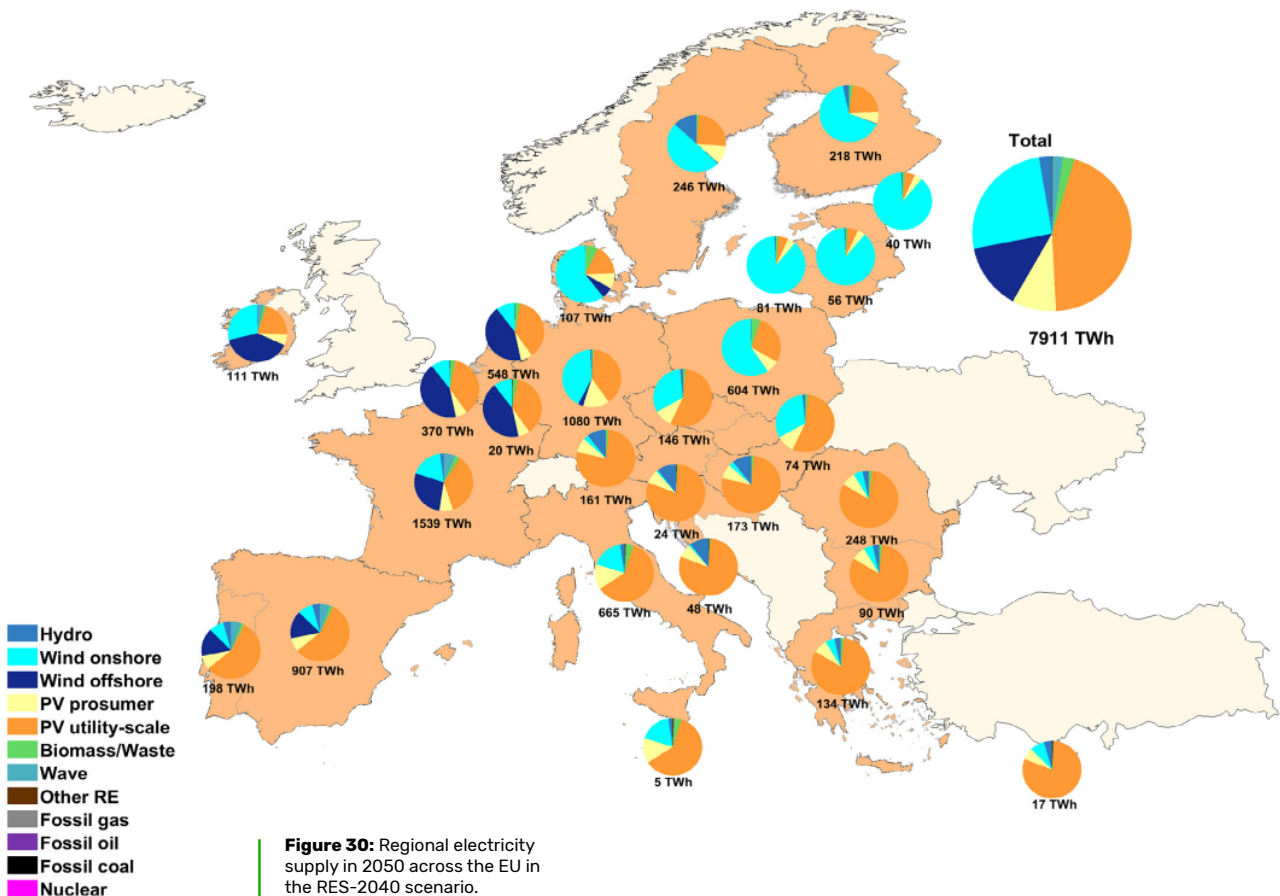 218 TWh
246 TWh
Total
40 TWh
81 TWh
56 TWh
107 TWh
7911 TWh
111 TWh
548 TWh
604 TWh
370 TWh
20 TWh
1080 TWh
146 TWh
74 TWh
161 TWh
1539 TWh
24 TWh
173 TWh
248 TWh
665 TWh
48 TWh
90 TWh
198 TWh
907 TWh
134 TWh
5 TWh
17 TWh
Hydro
Wind onshore
Wind offshore
PV prosumer
PV utility-scale
Biomass/Waste
Wave
Other RE
Fossil gas
Fossil oil
Fossil coal
Nuclear
Figure 30: Regional electricity
supply in 2050 across the EU in
the RES-2040 scenario.